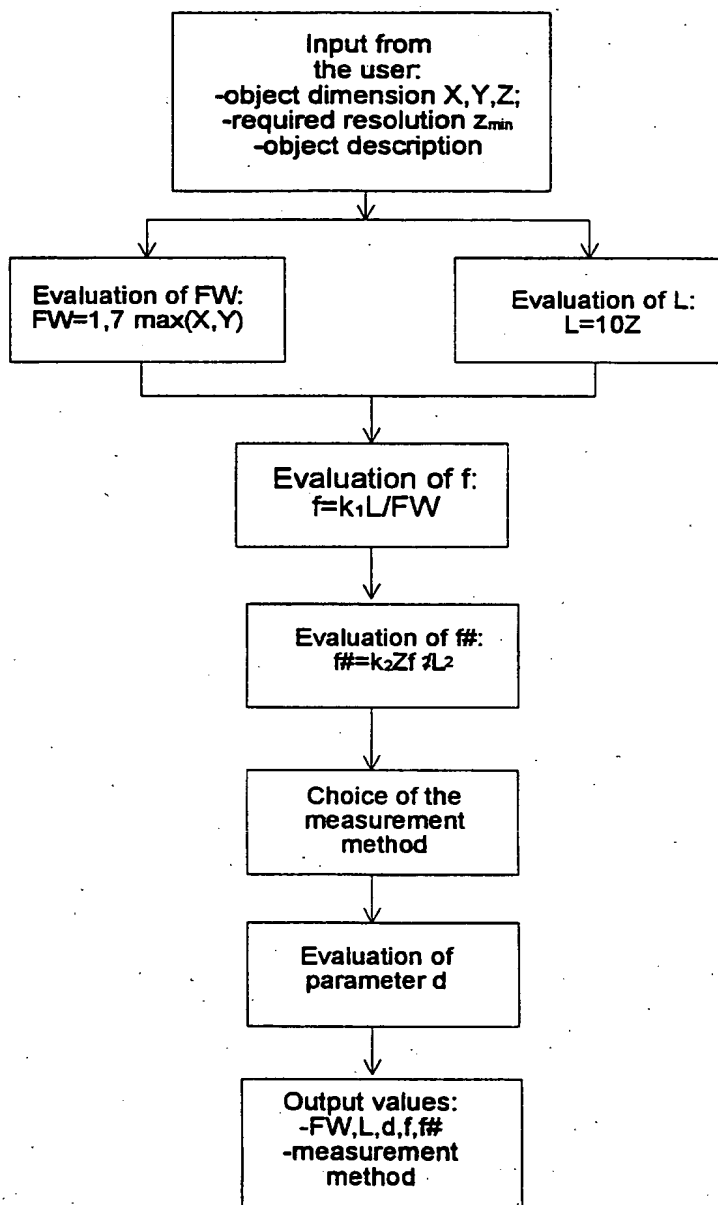 Input from
the user:
-object dimension X,Y,Z;
-required resolution zmin
-object description
Evaluation of FW:
FW=1,7 max(X,Y)
Evaluation of L:
L=10Z
Evaluation of f:
f=k₁L/FW
Evaluation of f#:
f#=k₂Zf²/L²
Choice of the
measurement
method
Evaluation of
parameter d
Output values:
-FW,L,d,f,f#
-measurement
method